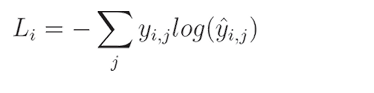 L_i = -\sum_j y_{i,j} log(\hat{y}_{i,j})